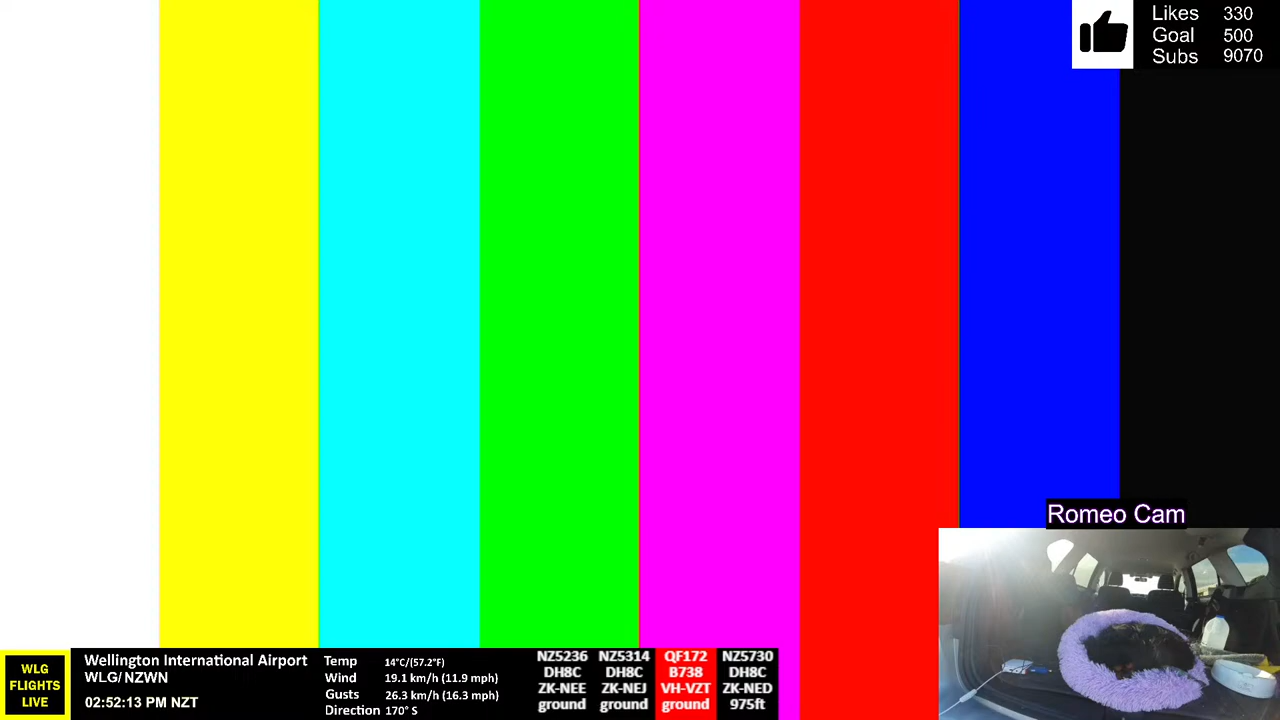 Likes 330
Goal 500
Subs 9070
Romeo Cam
WLG
FLIGHTS
LIVE
Wellington International Airport
WLG/ NZWN
02:52:13 PM NZT
Temp 14°C/(57.2°F)
Wind 19.1 km/h (11.9 mph)
Gusts 26.3 km/h (16.3 mph)
Direction 170° S
NZ5236 NZ5314 QF172 NZ5730
DH8C DH8C B738 DH8C
ZK-NEE ZK-NEJ VH-VZT ZK-NED
ground ground ground 975ft